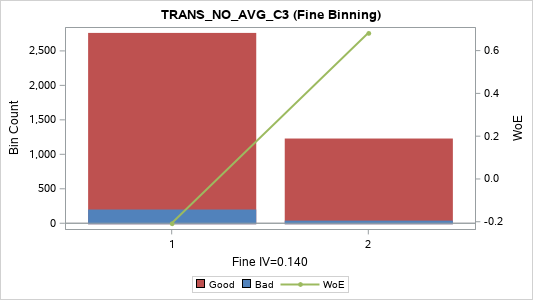 TRANS_NO_AVG_C3 (Fine Binning)
Bin Count
2,500
2,000
1,500
1,000
500
0
0.6
0.4
0.2
0.0
-0.2
WoE
1
2
Fine IV=0.140
Good
Bad
WoE